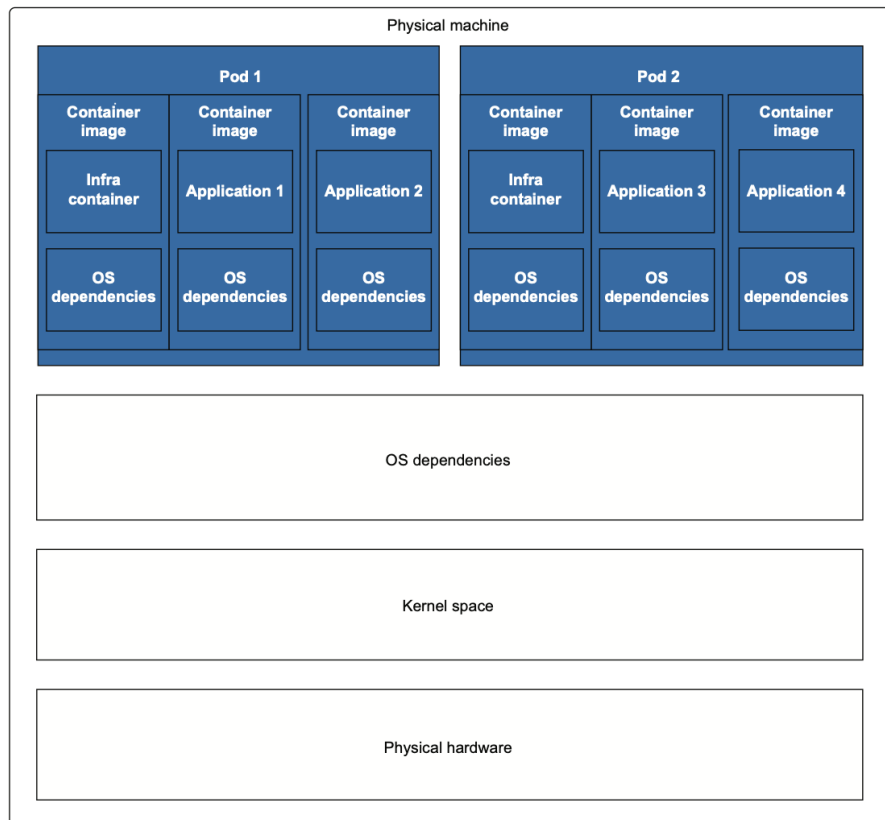 Physical machine
Pod 1
Pod 2
Container
image
Container
image
Container
image
Container
image
Container
image
Container
image
Infra
container
Application 1
Application 2
Infra
container
Application 3
Application 4
OS
dependencies
OS
dependencies
OS
dependencies
OS
dependencies
OS
dependencies
OS
dependencies
OS dependencies
Kernel space
Physical hardware